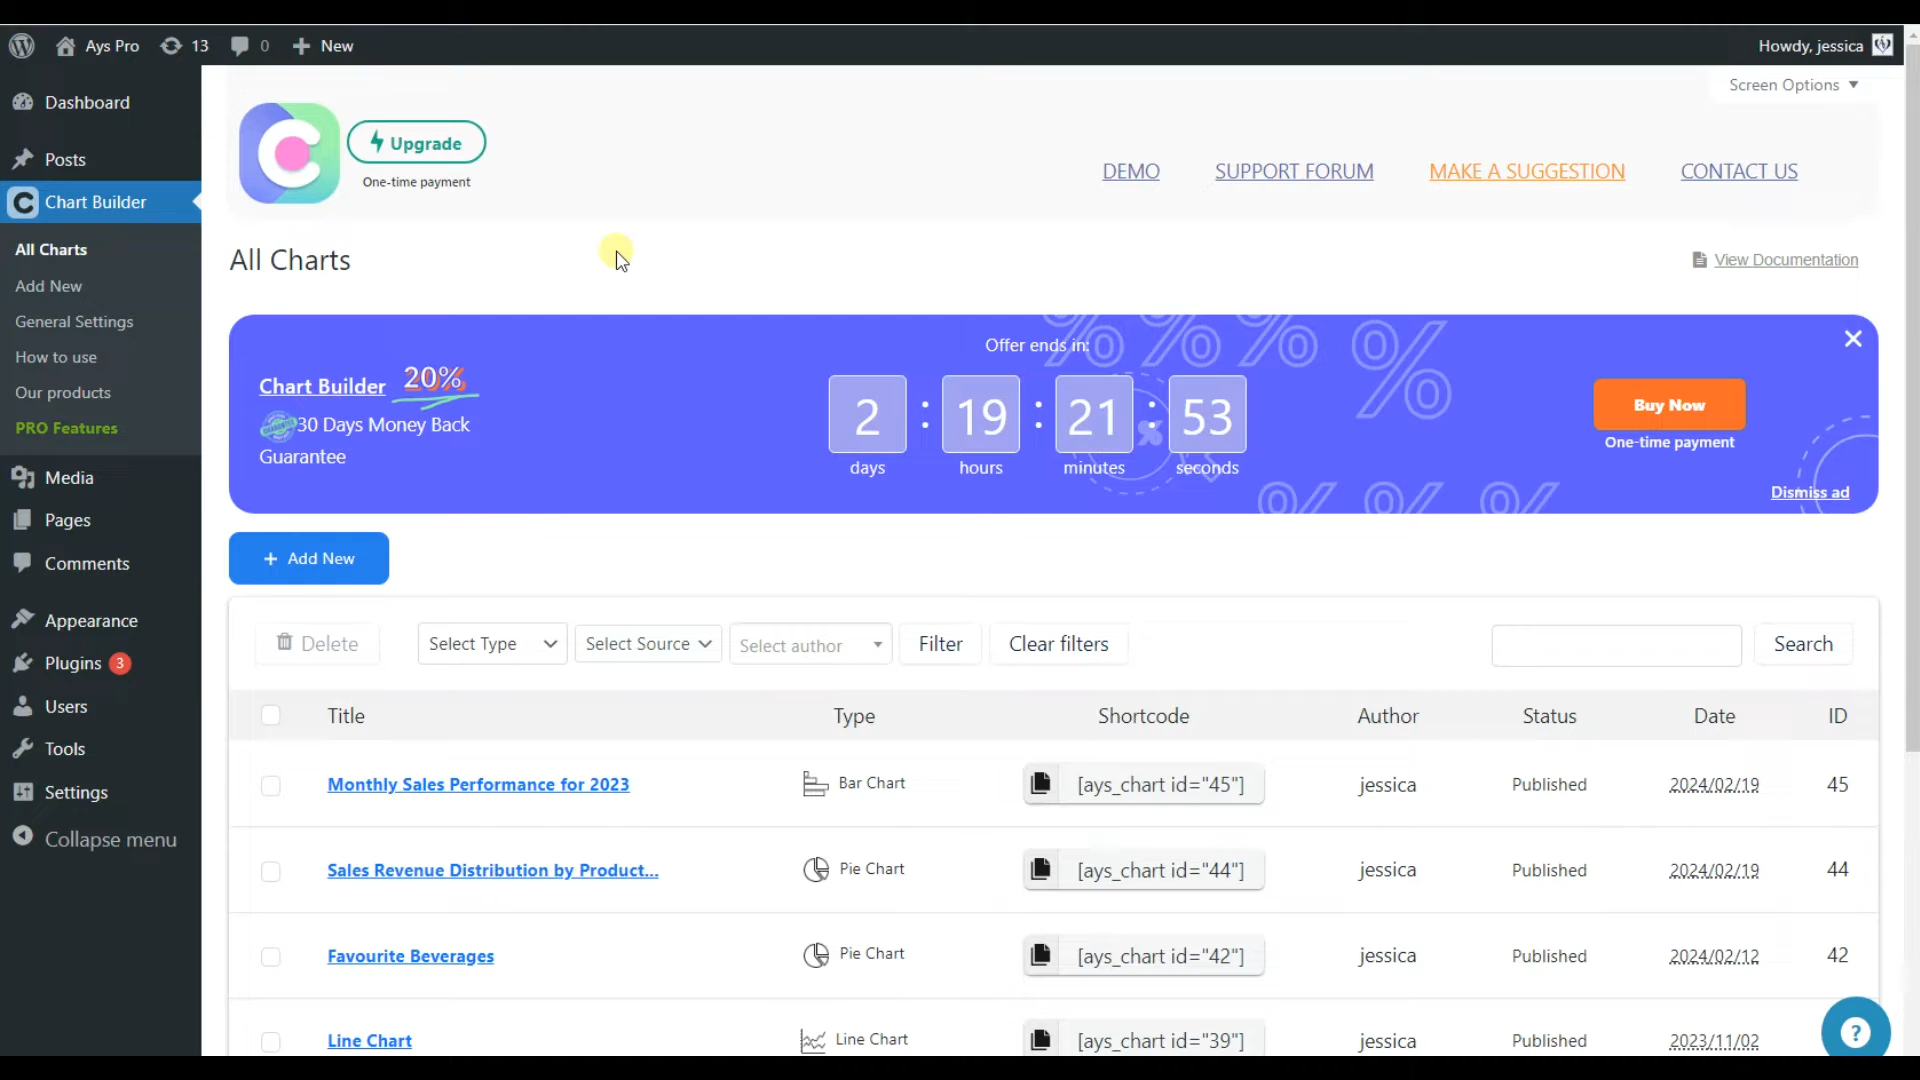 Ays Pro 13 0 New Howdy, jessica
Screen Options
Dashboard
Posts
Chart Builder
All Charts
Add New
General Settings
How to use
Our products
PRO Features
Media
Pages
Comments
Appearance
Plugins 3
Users
Tools
Settings
Collapse menu
C
Upgrade
One-time payment
DEMO SUPPORT FORUM MAKE A SUGGESTION CONTACT US
All Charts
View Documentation
Chart Builder 20%
30 Days Money Back
Guarantee
Offer ends in:
2 : 19 : 21 : 53
days hours minutes seconds
Buy Now
One-time payment
Dismiss ad
+ Add New
Delete Select Type Select Source Select author Filter Clear filters Search
Title Type Shortcode Author Status Date ID
Monthly Sales Performance for 2023 Bar Chart [ays_chart id="45"] jessica Published 2024/02/19 45
Sales Revenue Distribution by Product... Pie Chart [ays_chart id="44"] jessica Published 2024/02/19 44
Favourite Beverages Pie Chart [ays_chart id="42"] jessica Published 2024/02/12 42
Line Chart Line Chart [ays_chart id="39"] jessica Published 2023/11/02
?